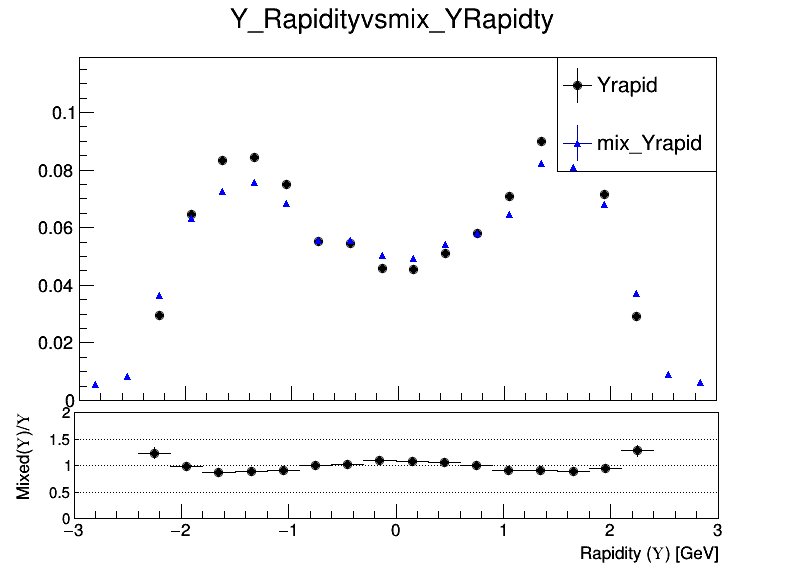 Y_Rapidityvsmix_YRapidty
Yrapid
mix_Yrapid
0.1
0.08
0.06
0.04
0.02
0
2
1.5
1
0.5
0
Mixed(Υ)/Υ
−3 −2 −1 0 1 2 3
Rapidity (Υ) [GeV]